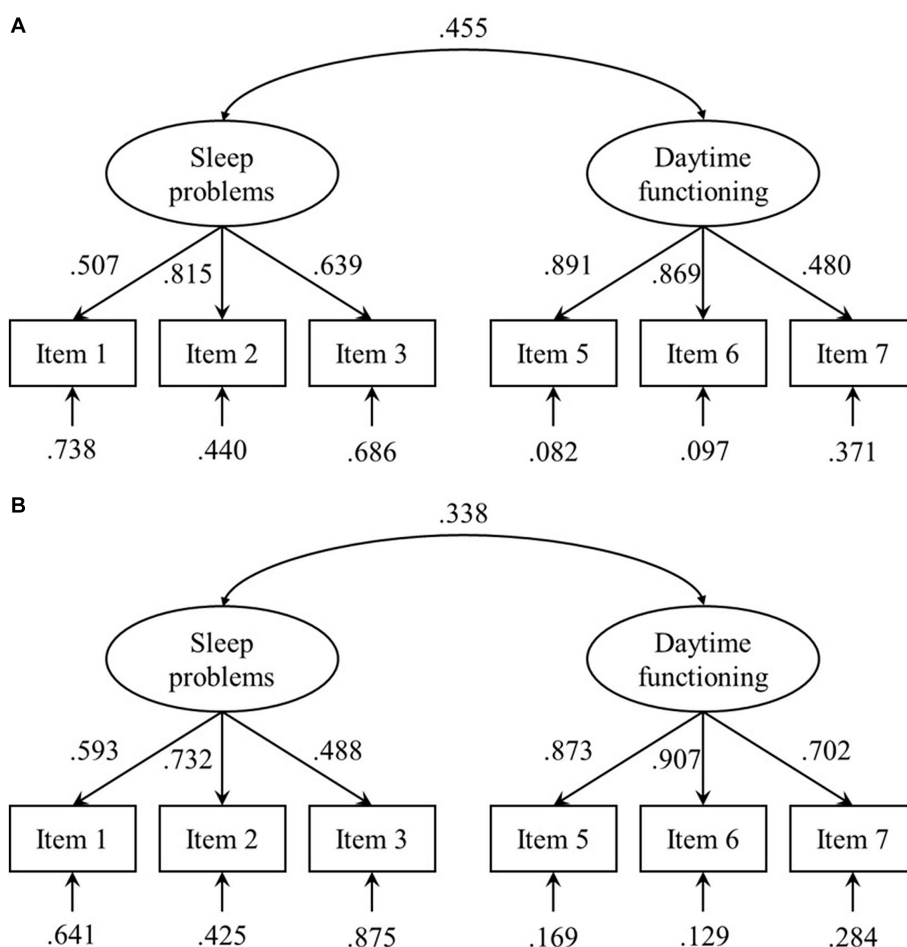 A
.455
Sleep
problems
Daytime
functioning
.507 .815 .639 .891 .869 .480
Item 1 Item 2 Item 3 Item 5 Item 6 Item 7
.738 .440 .686 .082 .097 .371
B
.338
Sleep
problems
Daytime
functioning
.593 .732 .488 .873 .907 .702
Item 1 Item 2 Item 3 Item 5 Item 6 Item 7
.641 .425 .875 .169 .129 .284